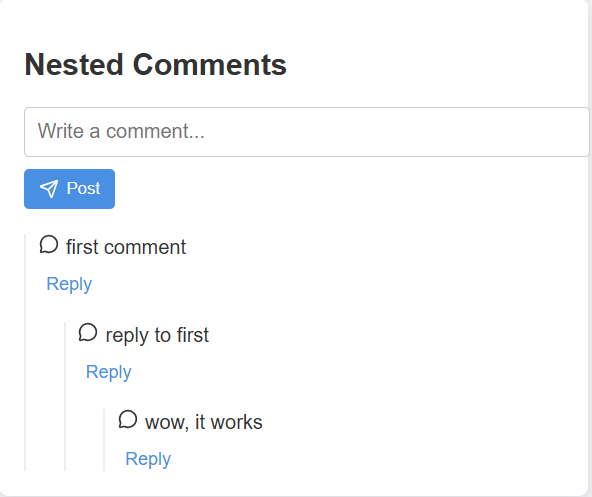 Nested Comments
Write a comment...
Post
first comment
Reply
reply to first
Reply
wow, it works
Reply